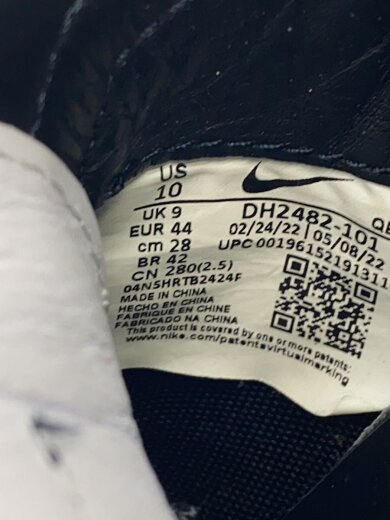 US
10
UK 9
EUR 44
cm 28
BR 42
CN 280(2.5)
DH2482-101
02/24/22 | 05/08/22
UPC 00196152191311
04N5HRTB2424F
MADE IN CHINA
HECHO EN CHINA
FABRIQUE EN CHINE
FABRICADO NA CHINA
This product is covered by one or more patents:
www.nike.com/patentsvirtualmarking